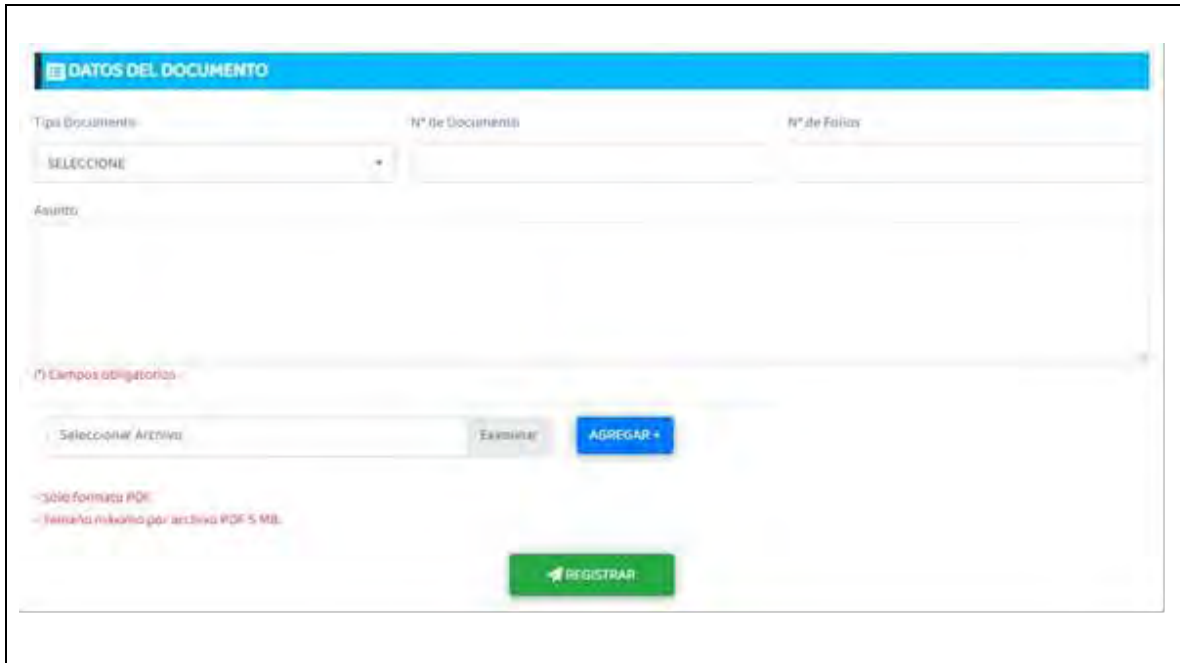 DATOS DEL DOCUMENTO
Tipo Documento N° de Documento N° de Folios
SELECCIONE
Asunto
(*) Campos obligatorios
Seleccionar Archivo Examinar AGREGAR +
- Sólo formato PDF.
- Tamaño máximo por archivo PDF 5 MB.
REGISTRAR